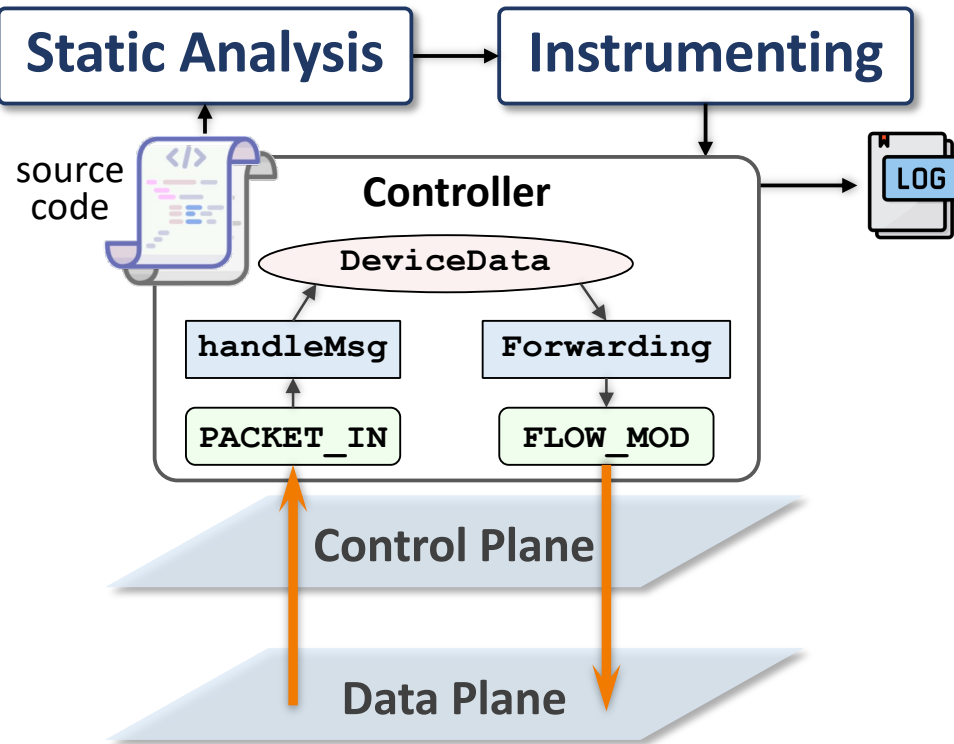 Static Analysis
Instrumenting
source
code
</>
Controller
LOG
DeviceData
handleMsg
Forwarding
PACKET_IN
FLOW_MOD
Control Plane
Data Plane